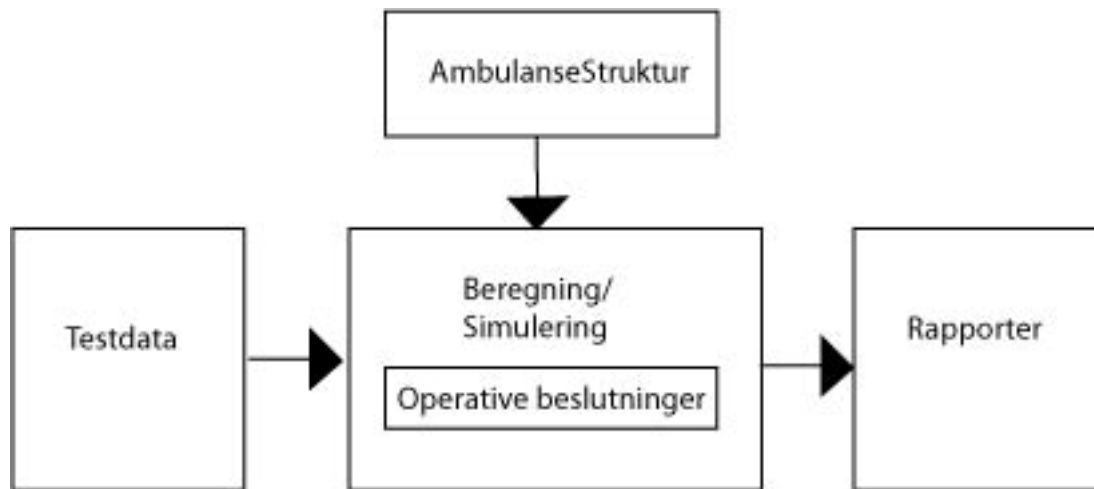 AmbulanseStruktur
Testdata
Beregning/
Simulering
Operative beslutninger
Rapporter